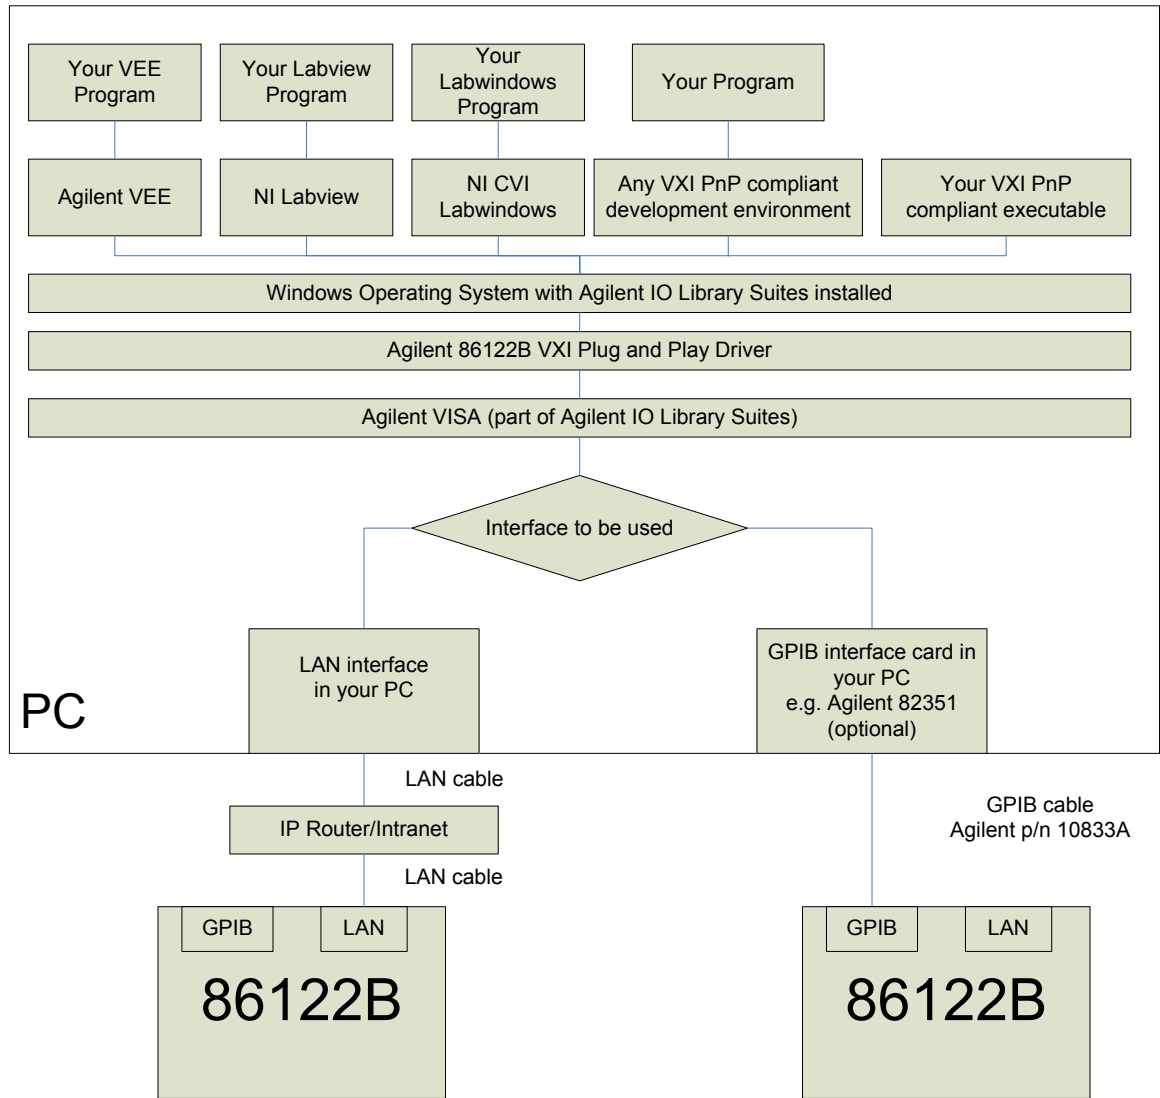 Your VEE
Program
Your Labview
Program
Your
Labwindows
Program
Your Program
Agilent VEE
NI Labview
NI CVI
Labwindows
Any VXI PnP compliant
development environment
Your VXI PnP
compliant executable
Windows Operating System with Agilent IO Library Suites installed
Agilent 86122B VXI Plug and Play Driver
Agilent VISA (part of Agilent IO Library Suites)
Interface to be used
LAN interface
in your PC
GPIB interface card in
your PC
e.g. Agilent 82351
(optional)
PC
LAN cable
IP Router/Intranet
LAN cable
GPIB cable
Agilent p/n 10833A
GPIB
LAN
86122B
GPIB
LAN
86122B